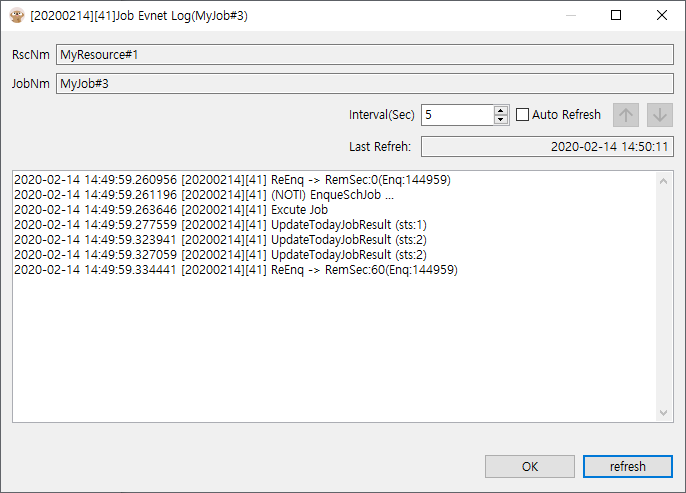 [20200214][41]Job Evnet Log(MyJob#3)
RscNm MyResource#1
JobNm MyJob#3
Interval(Sec) 5 Auto Refresh
Last Refreh: 2020-02-14 14:50:11
2020-02-14 14:49:59.260956 [20200214][41] ReEnq -> RemSec:0(Enq:144959)
2020-02-14 14:49:59.261196 [20200214][41] (NOTI) EnqueSchJob ...
2020-02-14 14:49:59.263646 [20200214][41] Excute Job
2020-02-14 14:49:59.277559 [20200214][41] UpdateTodayJobResult (sts:1)
2020-02-14 14:49:59.323941 [20200214][41] UpdateTodayJobResult (sts:2)
2020-02-14 14:49:59.327059 [20200214][41] UpdateTodayJobResult (sts:2)
2020-02-14 14:49:59.334441 [20200214][41] ReEnq -> RemSec:60(Enq:144959)
OK refresh